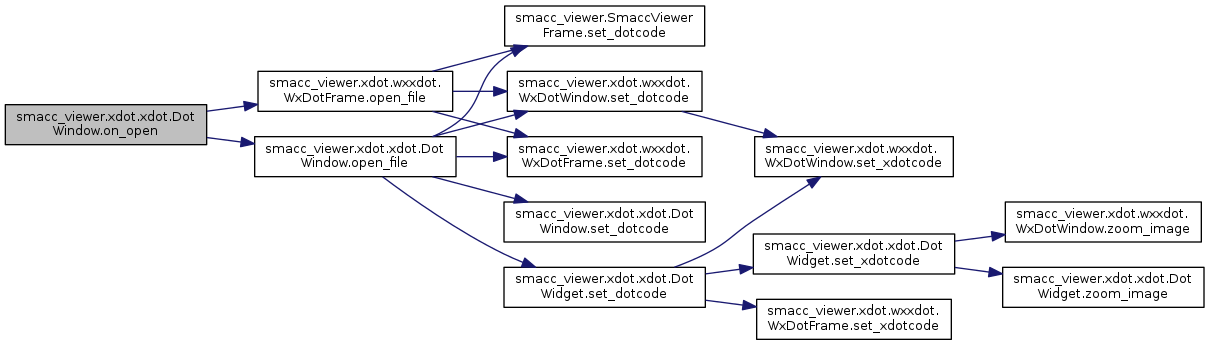 smacc_viewer.xdot.xdot.Dot
Window.on_open
smacc_viewer.xdot.wxxdot.
WxDotFrame.open_file
smacc_viewer.xdot.xdot.Dot
Window.open_file
smacc_viewer.SmaccViewer
Frame.set_dotcode
smacc_viewer.xdot.wxxdot.
WxDotWindow.set_dotcode
smacc_viewer.xdot.wxxdot.
WxDotFrame.set_dotcode
smacc_viewer.xdot.xdot.Dot
Window.set_dotcode
smacc_viewer.xdot.xdot.Dot
Widget.set_dotcode
smacc_viewer.xdot.wxxdot.
WxDotWindow.set_xdotcode
smacc_viewer.xdot.xdot.Dot
Widget.set_xdotcode
smacc_viewer.xdot.wxxdot.
WxDotFrame.set_xdotcode
smacc_viewer.xdot.wxxdot.
WxDotWindow.zoom_image
smacc_viewer.xdot.xdot.Dot
Widget.zoom_image